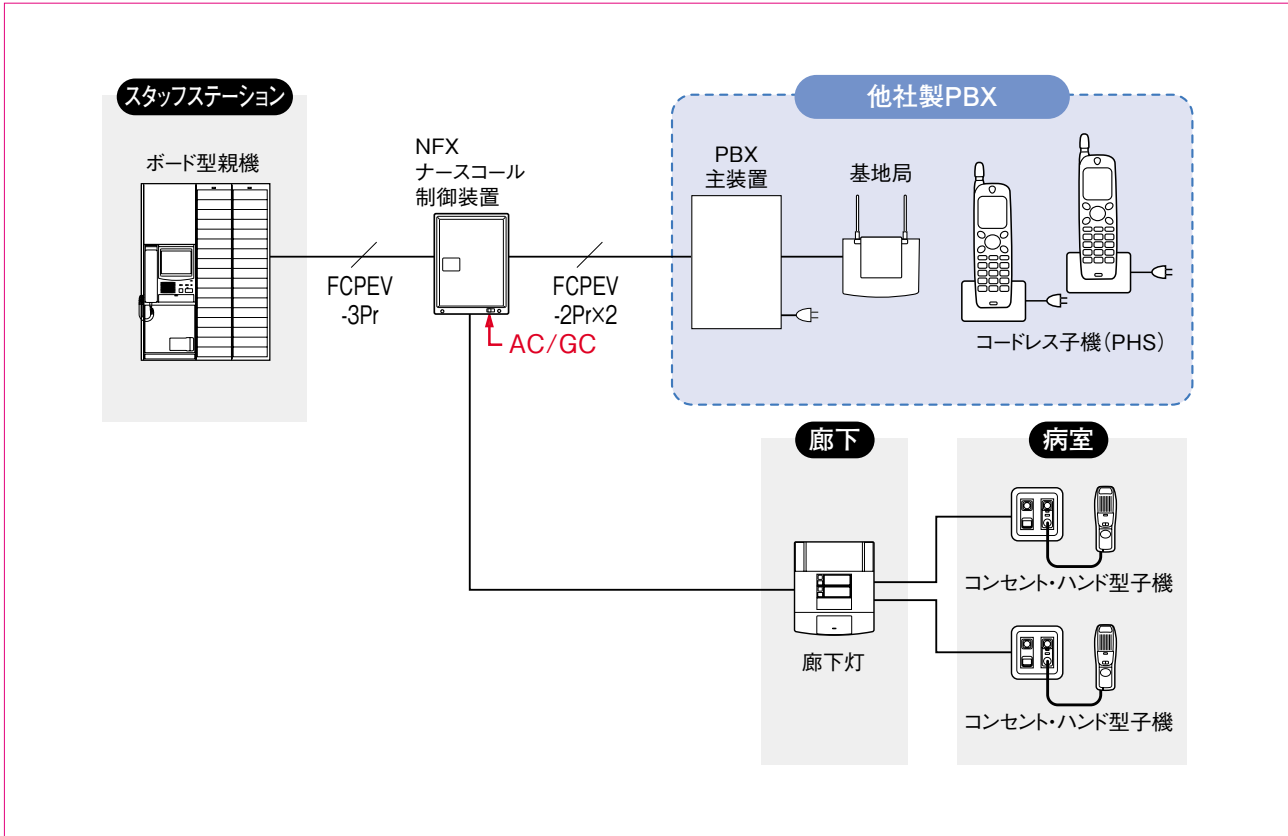 スタッフステーション
ボード型親機
FCPEV
-3Pr
NFX
ナースコール
制御装置
AC/GC
FCPEV
-2Pr×2
他社製PBX
PBX
主装置
基地局
コードレス子機(PHS)
廊下
廊下灯
病室
コンセント・ハンド型子機
コンセント・ハンド型子機